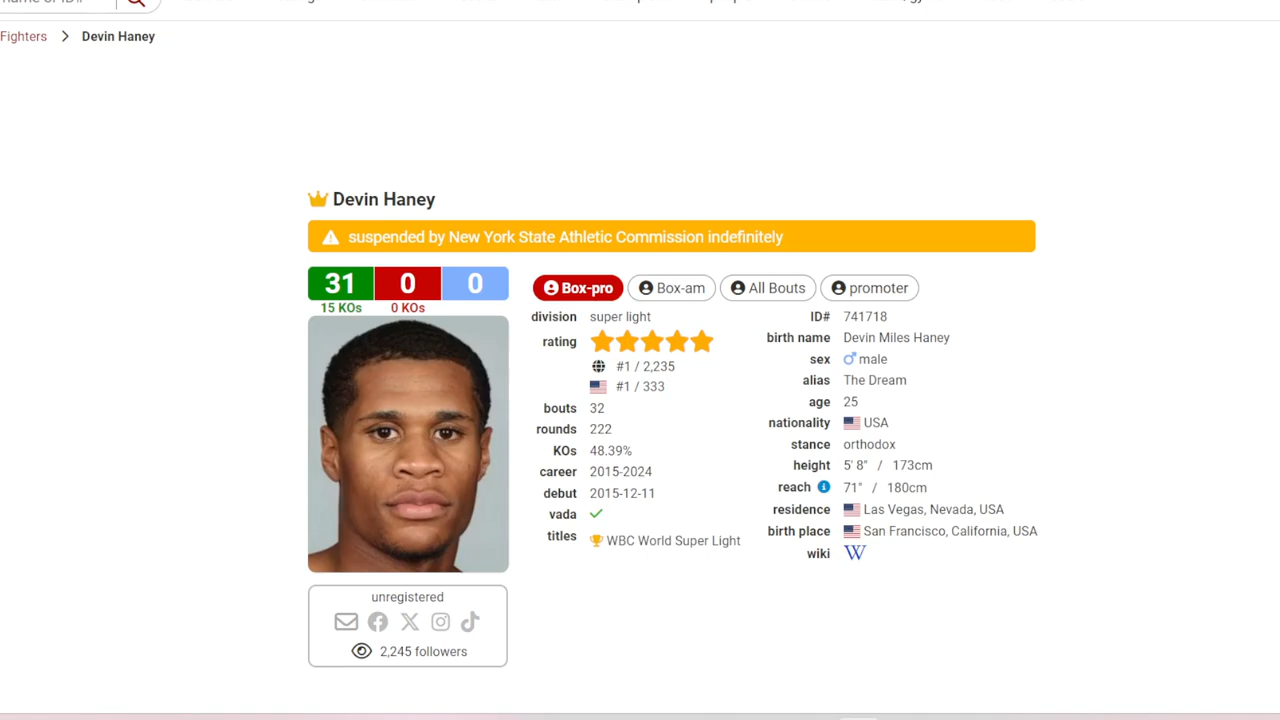 Fighters > Devin Haney
Devin Haney
suspended by New York State Athletic Commission indefinitely
31 0 0
15 KOs 0 KOs
Box-pro Box-am All Bouts promoter
division super light
rating
#1 / 2,235
#1 / 333
bouts 32
rounds 222
KOs 48.39%
career 2015-2024
debut 2015-12-11
vada
titles WBC World Super Light
ID# 741718
birth name Devin Miles Haney
sex male
alias The Dream
age 25
nationality USA
stance orthodox
height 5' 8" / 173cm
reach 71" / 180cm
residence Las Vegas, Nevada, USA
birth place San Francisco, California, USA
wiki W
unregistered
2,245 followers